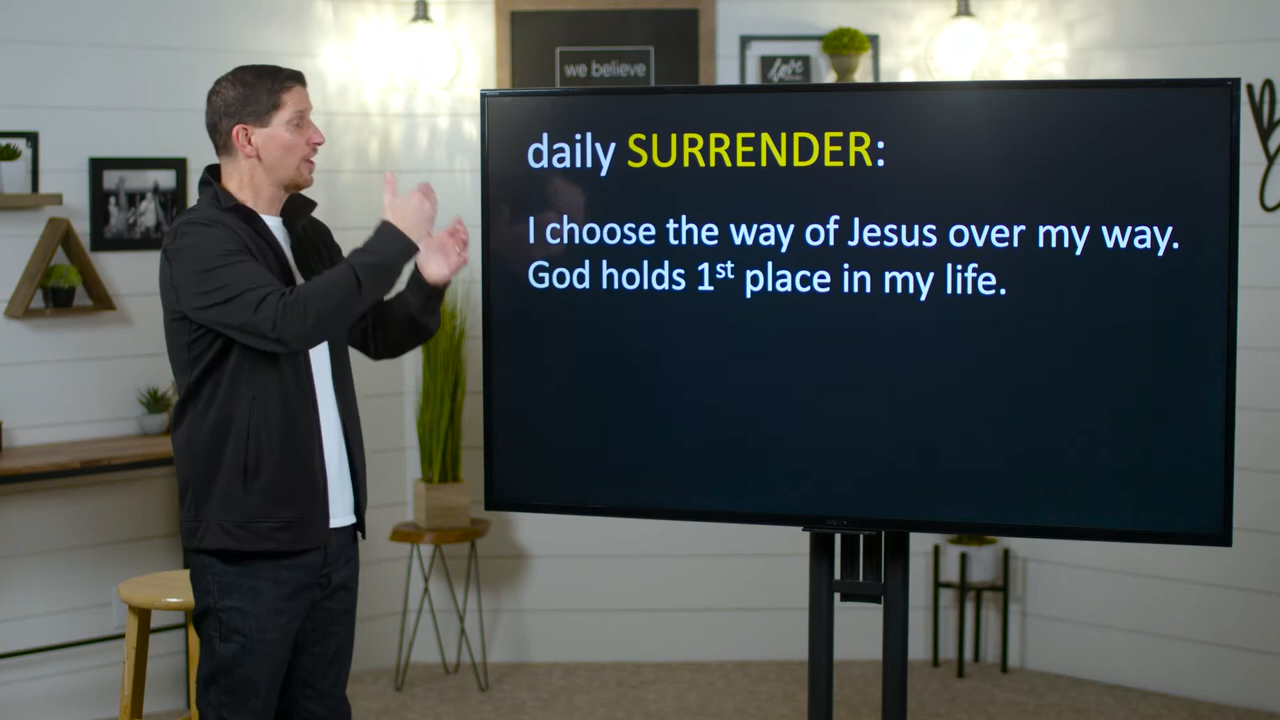 we believe
love
daily SURRENDER:
I choose the way of Jesus over my way.
God holds 1st place in my life.